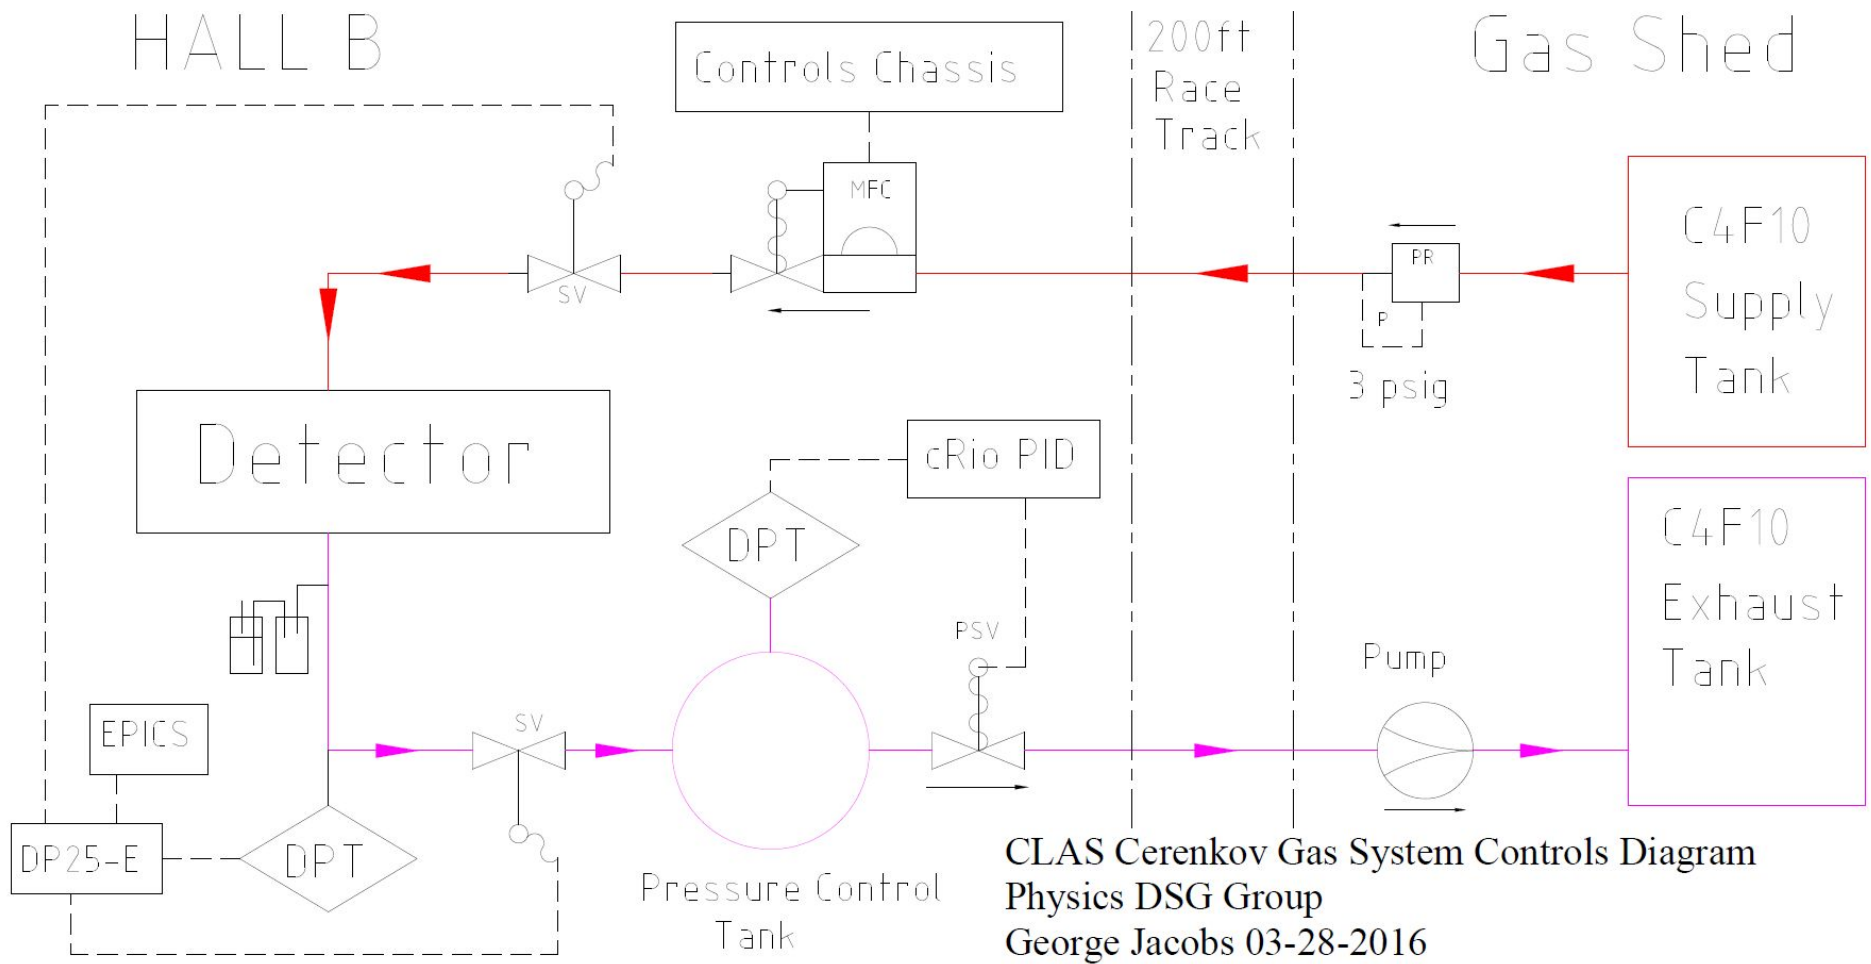 HALL B
Controls Chassis
200ft
Race
Track
Gas Shed
MFC
SV
PR
P
3 psig
C4F10
Supply
Tank
Detector
cRio PID
DPT
C4F10
Exhaust
Tank
PSV
Pump
SV
EPICS
DP25-E
DPT
Pressure Control
Tank
CLAS Cerenkov Gas System Controls Diagram
Physics DSG Group
George Jacobs 03-28-2016